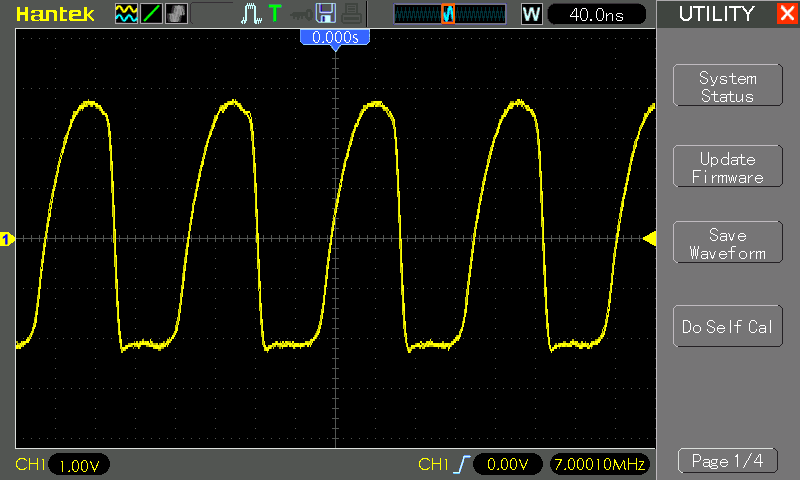 Hantek
T
W
40.0ns
UTILITY
0.000s
System
Status
Update
Firmware
1
Save
Waveform
Do Self Cal
CH1
1.00V
CH1
0.00V
7.00010MHz
Page 1/4